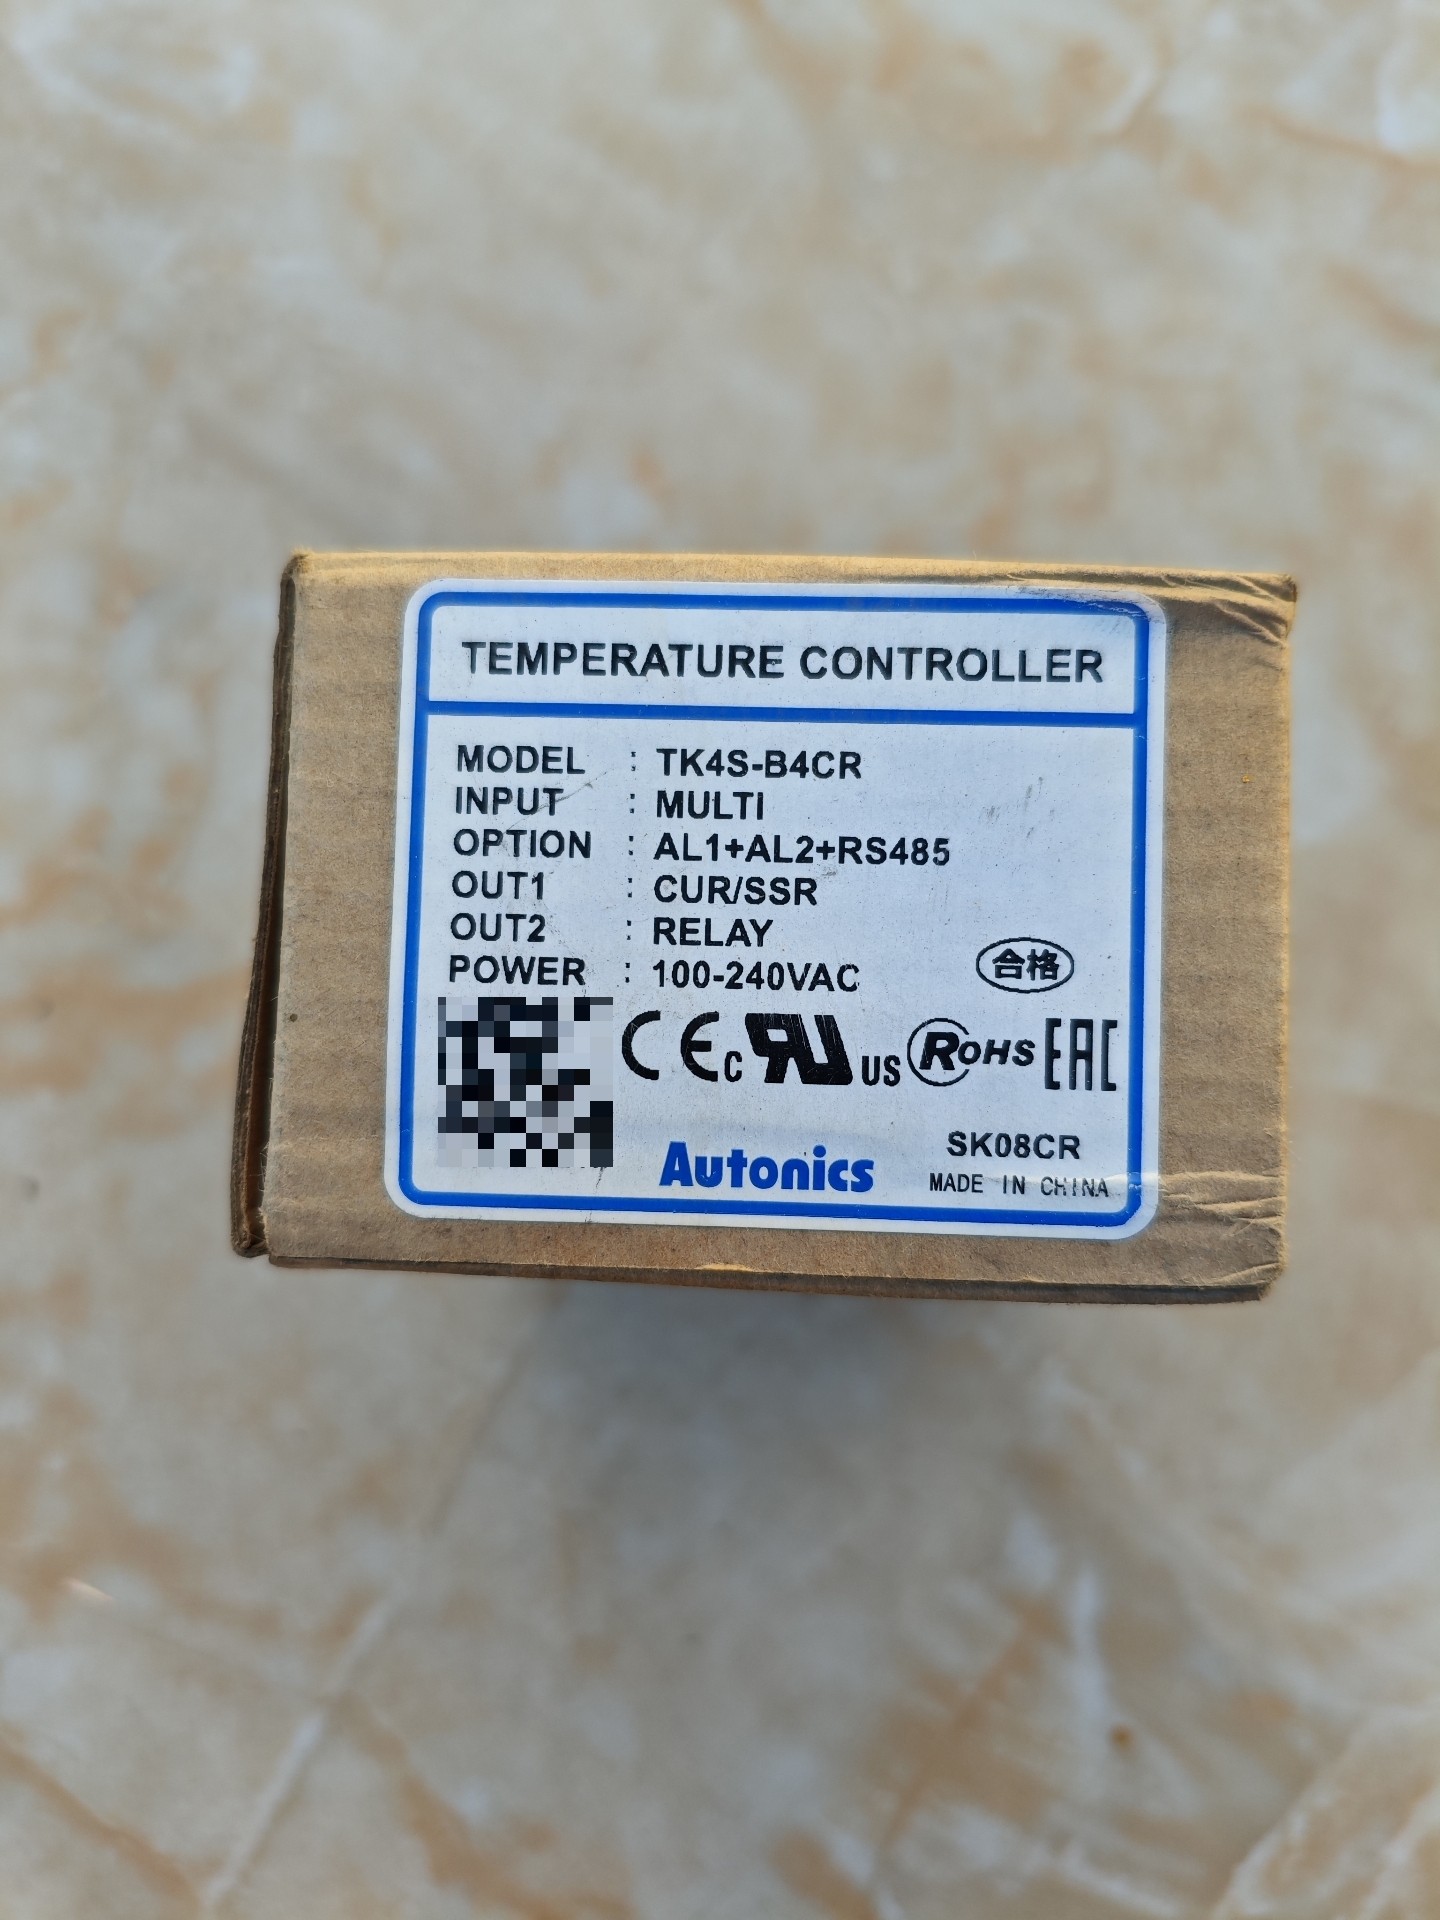 TEMPERATURE CONTROLLER
MODEL : TK4S-B4CR
INPUT : MULTI
OPTION : AL1+AL2+RS485
OUT1 : CUR/SSR
OUT2 : RELAY
POWER : 100-240VAC
合格
CE c RU US RoHS EAC
Autonics
SK08CR
MADE IN CHINA